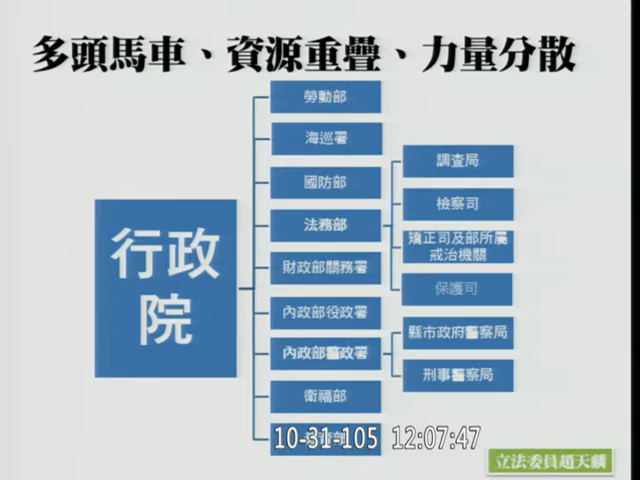 多頭馬車、資源重疊、力量分散
行政
院
勞動部
海巡署
國防部
法務部
財政部關務署
內政部役政署
內政部警政署
衛福部
調查局
檢察司
矯正司及部所屬
戒治機關
保護司
縣市政府警察局
刑事警察局
10-31-105 12:07:47
立法委員趙天麟